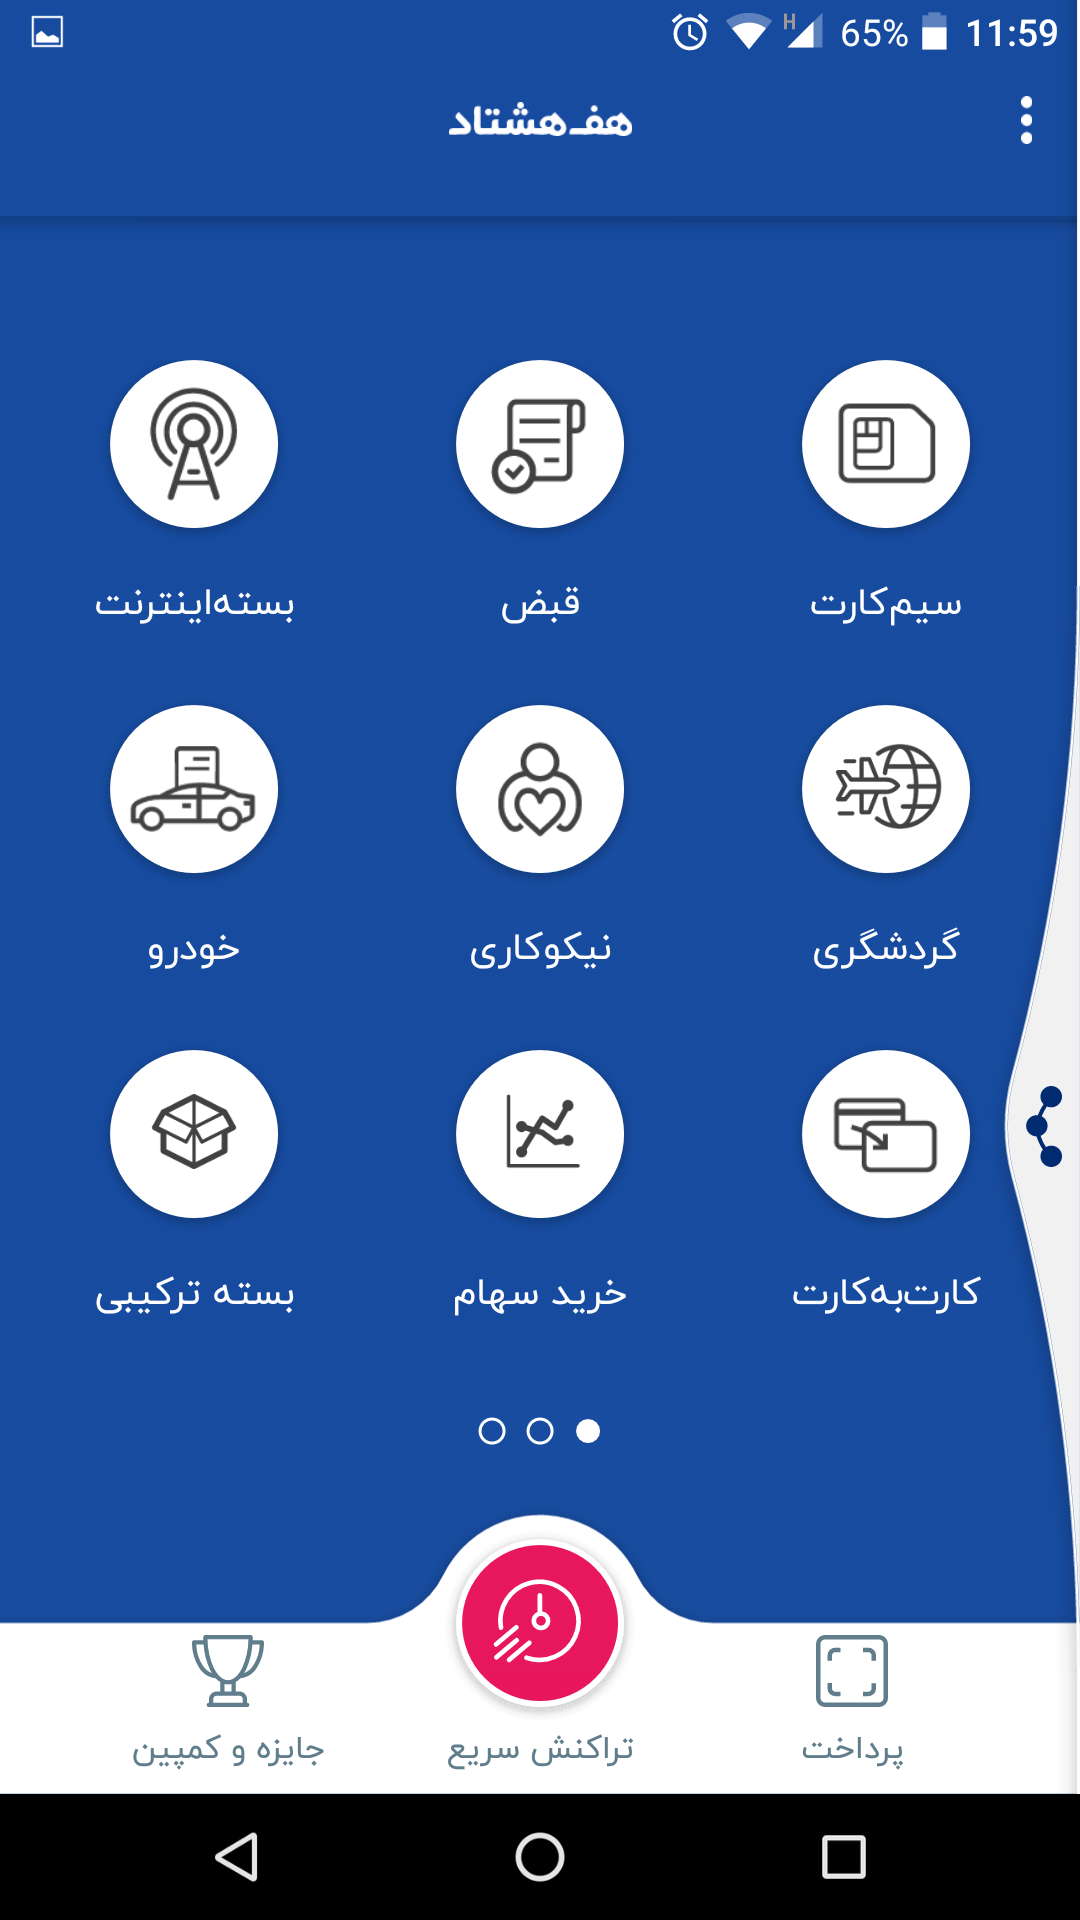 H 65% 11:59
هف‌هشتاد
سیم‌کارت قبض بسته‌اینترنت
گردشگری نیکوکاری خودرو
کارت‌به‌کارت خرید سهام بسته ترکیبی
پرداخت تراکنش سریع جایزه و کمپین